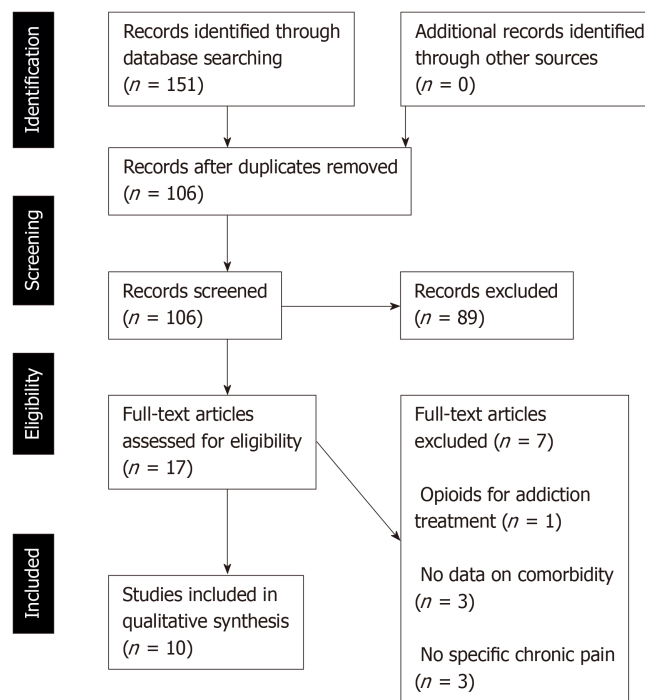 Identification
Records identified through
database searching
(n = 151)
Additional records identified
through other sources
(n = 0)
Records after duplicates removed
(n = 106)
Screening
Records screened
(n = 106)
Records excluded
(n = 89)
Eligibility
Full-text articles
assessed for eligibility
(n = 17)
Full-text articles
excluded (n = 7)
Opioids for addiction
treatment (n = 1)
No data on comorbidity
(n = 3)
No specific chronic pain
(n = 3)
Included
Studies included in
qualitative synthesis
(n = 10)